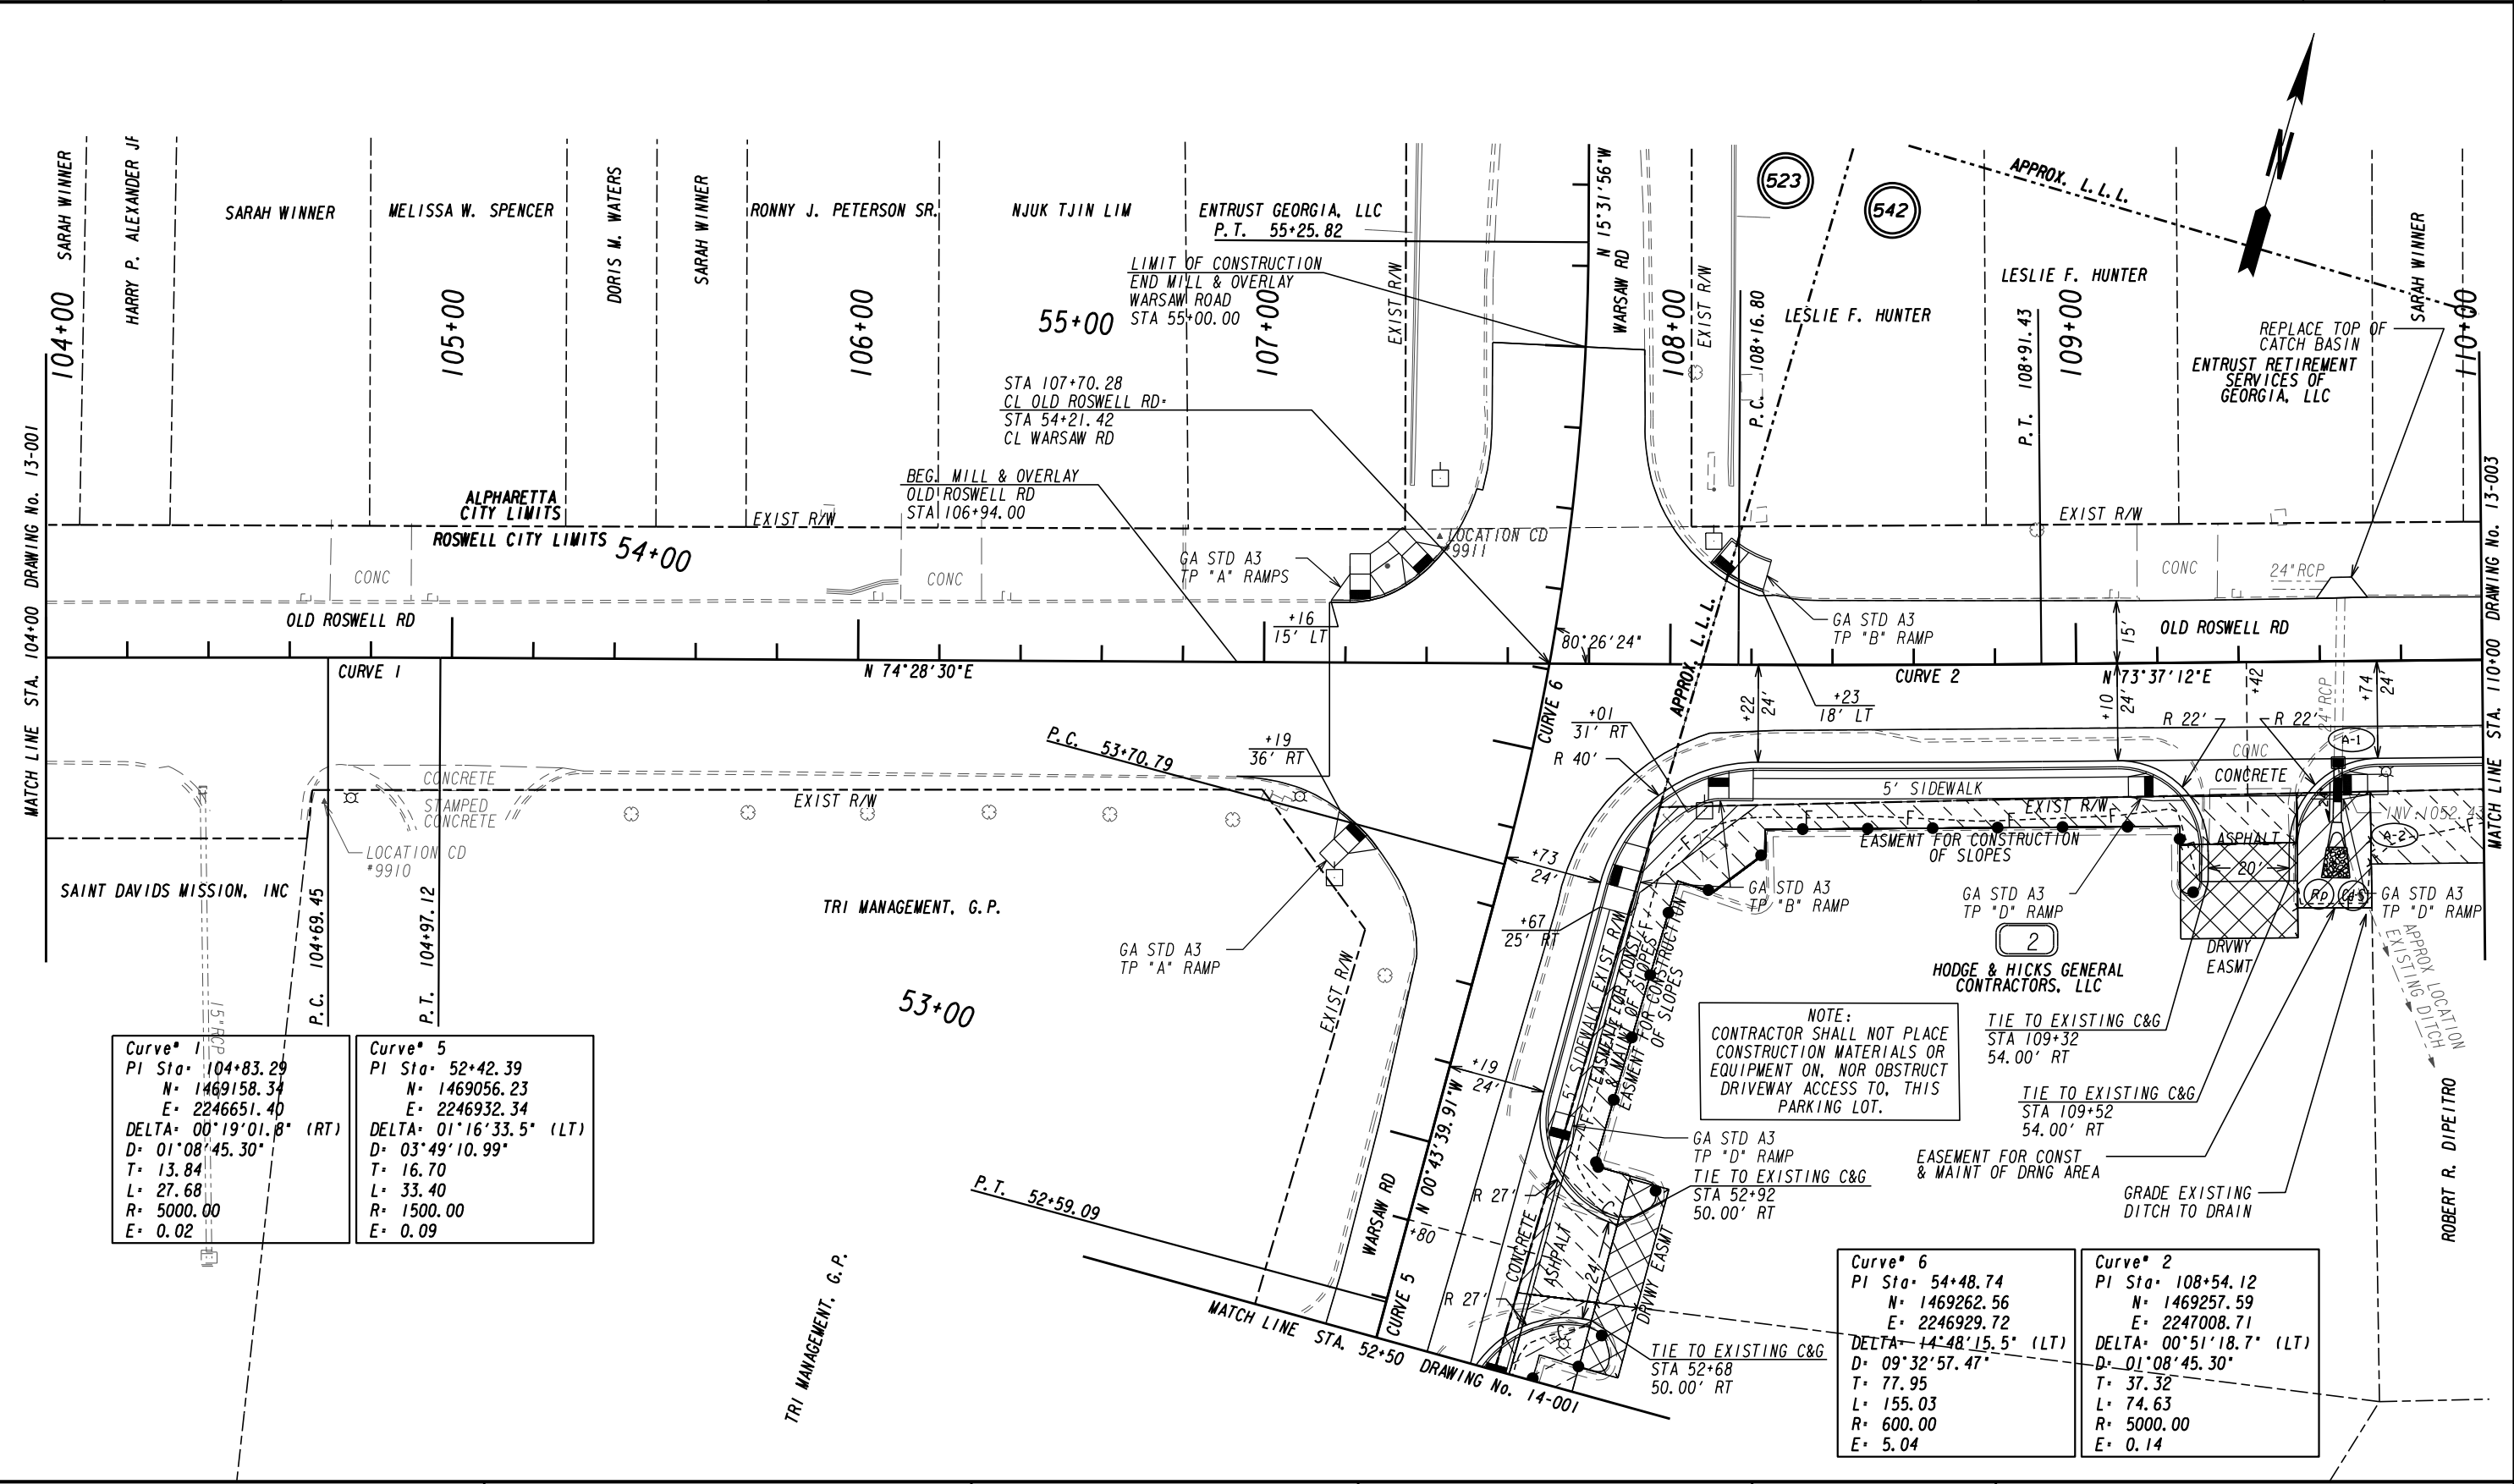 SARAH WINNER
HARRY P. ALEXANDER JR
SARAH WINNER
MELISSA W. SPENCER
DORIS M. WATERS
SARAH WINNER
RONNY J. PETERSON SR.
NJUK TJIN LIM
ENTRUST GEORGIA, LLC
P.T. 55+25.82
LIMIT OF CONSTRUCTION
END MILL & OVERLAY
WARSAW ROAD
STA 55+00.00
EXIST R/W
N 15°31'56"W
WARSAW RD
EXIST R/W
523
542
APPROX. L.L.L.
LESLIE F. HUNTER
LESLIE F. HUNTER
SARAH WINNER
104+00
105+00
106+00
55+00
107+00
108+00
P.C. 108+16.80
P.T. 108+91.43
109+00
110+00
REPLACE TOP OF
CATCH BASIN
ENTRUST RETIREMENT
SERVICES OF
GEORGIA, LLC
STA 107+70.28
CL OLD ROSWELL RD=
STA 54+21.42
CL WARSAW RD
BEG. MILL & OVERLAY
OLD ROSWELL RD
STA 106+94.00
MATCH LINE STA. 104+00 DRAWING No. 13-001
MATCH LINE STA. 110+00 DRAWING No. 13-003
ALPHARETTA
CITY LIMITS
EXIST R/W
ROSWELL CITY LIMITS
54+00
EXIST R/W
LOCATION CD
#9911
GA STD A3
TP "A" RAMPS
CONC
CONC
CONC
24"RCP
OLD ROSWELL RD
+16
15' LT
80°26'24"
APPROX. L.L.L.
GA STD A3
TP "B" RAMP
15'
OLD ROSWELL RD
CURVE 1
N 74°28'30"E
CURVE 6
CURVE 2
N 73°37'12"E
+42
+22
24'
+23
18' LT
+10
24'
24"RCP
+74
24'
P.C. 53+70.79
+19
36' RT
+01
31' RT
R 40'
R 22'
R 22'
A-1
CONC
CONCRETE
CONCRETE
STAMPED
CONCRETE
EXIST R/W
5' SIDEWALK
EXIST R/W
INV. 1052.43
A-2
ASPHALT
EASMENT FOR CONSTRUCTION
OF SLOPES
LOCATION CD
#9910
SAINT DAVIDS MISSION, INC
P.C. 104+69.45
P.T. 104+97.12
TRI MANAGEMENT, G.P.
+73
24'
GA STD A3
TP "B" RAMP
GA STD A3
TP "D" RAMP
20'
Rp
GA STD A3
TP "D" RAMP
+67
25' RT
GA STD A3
TP "A" RAMP
2
DRVWY
EASMT
HODGE & HICKS GENERAL
CONTRACTORS, LLC
APPROX LOCATION
EXISTING DITCH
53+00
EXIST R/W
5' SIDEWALK
EXIST R/W
EASEMENT FOR CONST
& MAINT OF SLOPES
EASMENT FOR CONSTRUCTION
OF SLOPES
NOTE:
CONTRACTOR SHALL NOT PLACE
CONSTRUCTION MATERIALS OR
EQUIPMENT ON, NOR OBSTRUCT
DRIVEWAY ACCESS TO, THIS
PARKING LOT.
TIE TO EXISTING C&G
STA 109+32
54.00' RT
TIE TO EXISTING C&G
STA 109+52
54.00' RT
15"RCP
Curve# 1
PI Sta= 104+83.29
N= 1469158.34
E= 2246651.40
DELTA= 00°19'01.8" (RT)
D= 01°08'45.30"
T= 13.84
L= 27.68
R= 5000.00
E= 0.02
Curve# 5
PI Sta= 52+42.39
N= 1469056.23
E= 2246932.34
DELTA= 01°16'33.5" (LT)
D= 03°49'10.99"
T= 16.70
L= 33.40
R= 1500.00
E= 0.09
+19
24'
N 00°43'39.91"W
GA STD A3
TP "D" RAMP
TIE TO EXISTING C&G
STA 52+92
50.00' RT
EASEMENT FOR CONST
& MAINT OF DRNG AREA
GRADE EXISTING
DITCH TO DRAIN
ROBERT R. DIPEITRO
P.T. 52+59.09
WARSAW RD
+80
R 27'
CONCRETE
ASHPALT
24'
DRVWY EASMT
CURVE 5
R 27'
TRI MANAGEMENT, G.P.
MATCH LINE STA. 52+50 DRAWING No. 14-001
TIE TO EXISTING C&G
STA 52+68
50.00' RT
Curve# 6
PI Sta= 54+48.74
N= 1469262.56
E= 2246929.72
DELTA= 14°48'15.5" (LT)
D= 09°32'57.47"
T= 77.95
L= 155.03
R= 600.00
E= 5.04
Curve# 2
PI Sta= 108+54.12
N= 1469257.59
E= 2247008.71
DELTA= 00°51'18.7" (LT)
D= 01°08'45.30"
T= 37.32
L= 74.63
R= 5000.00
E= 0.14